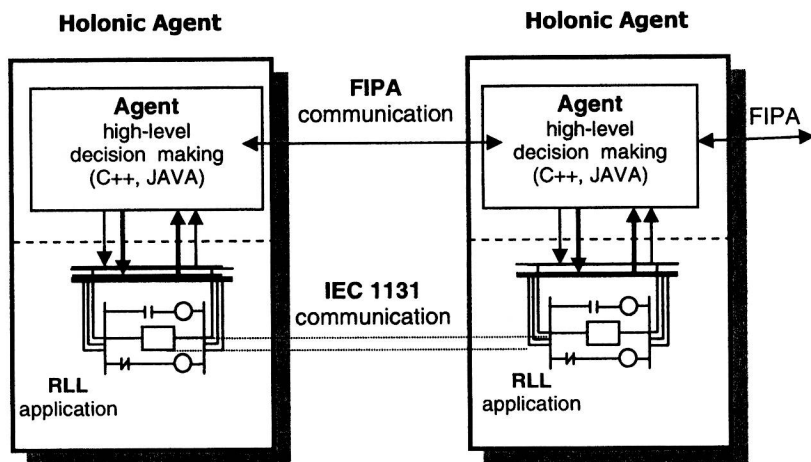 Holonic Agent
Holonic Agent
Agent
high-level
decision making
(C++, JAVA)
FIPA
communication
Agent
high-level
decision making
(C++, JAVA)
FIPA
IEC 1131
communication
RLL
application
RLL
application